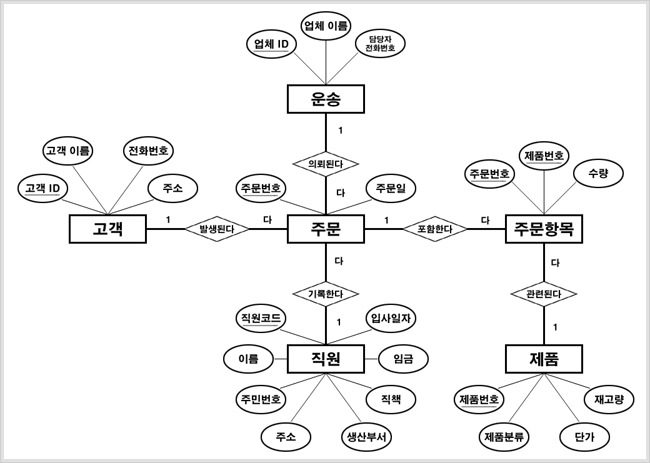 업체 이름
업체 ID
담당자
전화번호
운송
1
의뢰된다
다
고객 이름
전화번호
고객 ID
주소
주문번호
주문일
제품번호
주문번호
수량
고객
1
발생된다
다
주문
1
포함한다
다
주문항목
다
기록한다
1
다
관련된다
1
직원코드
입사일자
이름
직원
임금
주민번호
직책
주소
생산부서
제품
제품번호
재고량
제품분류
단가